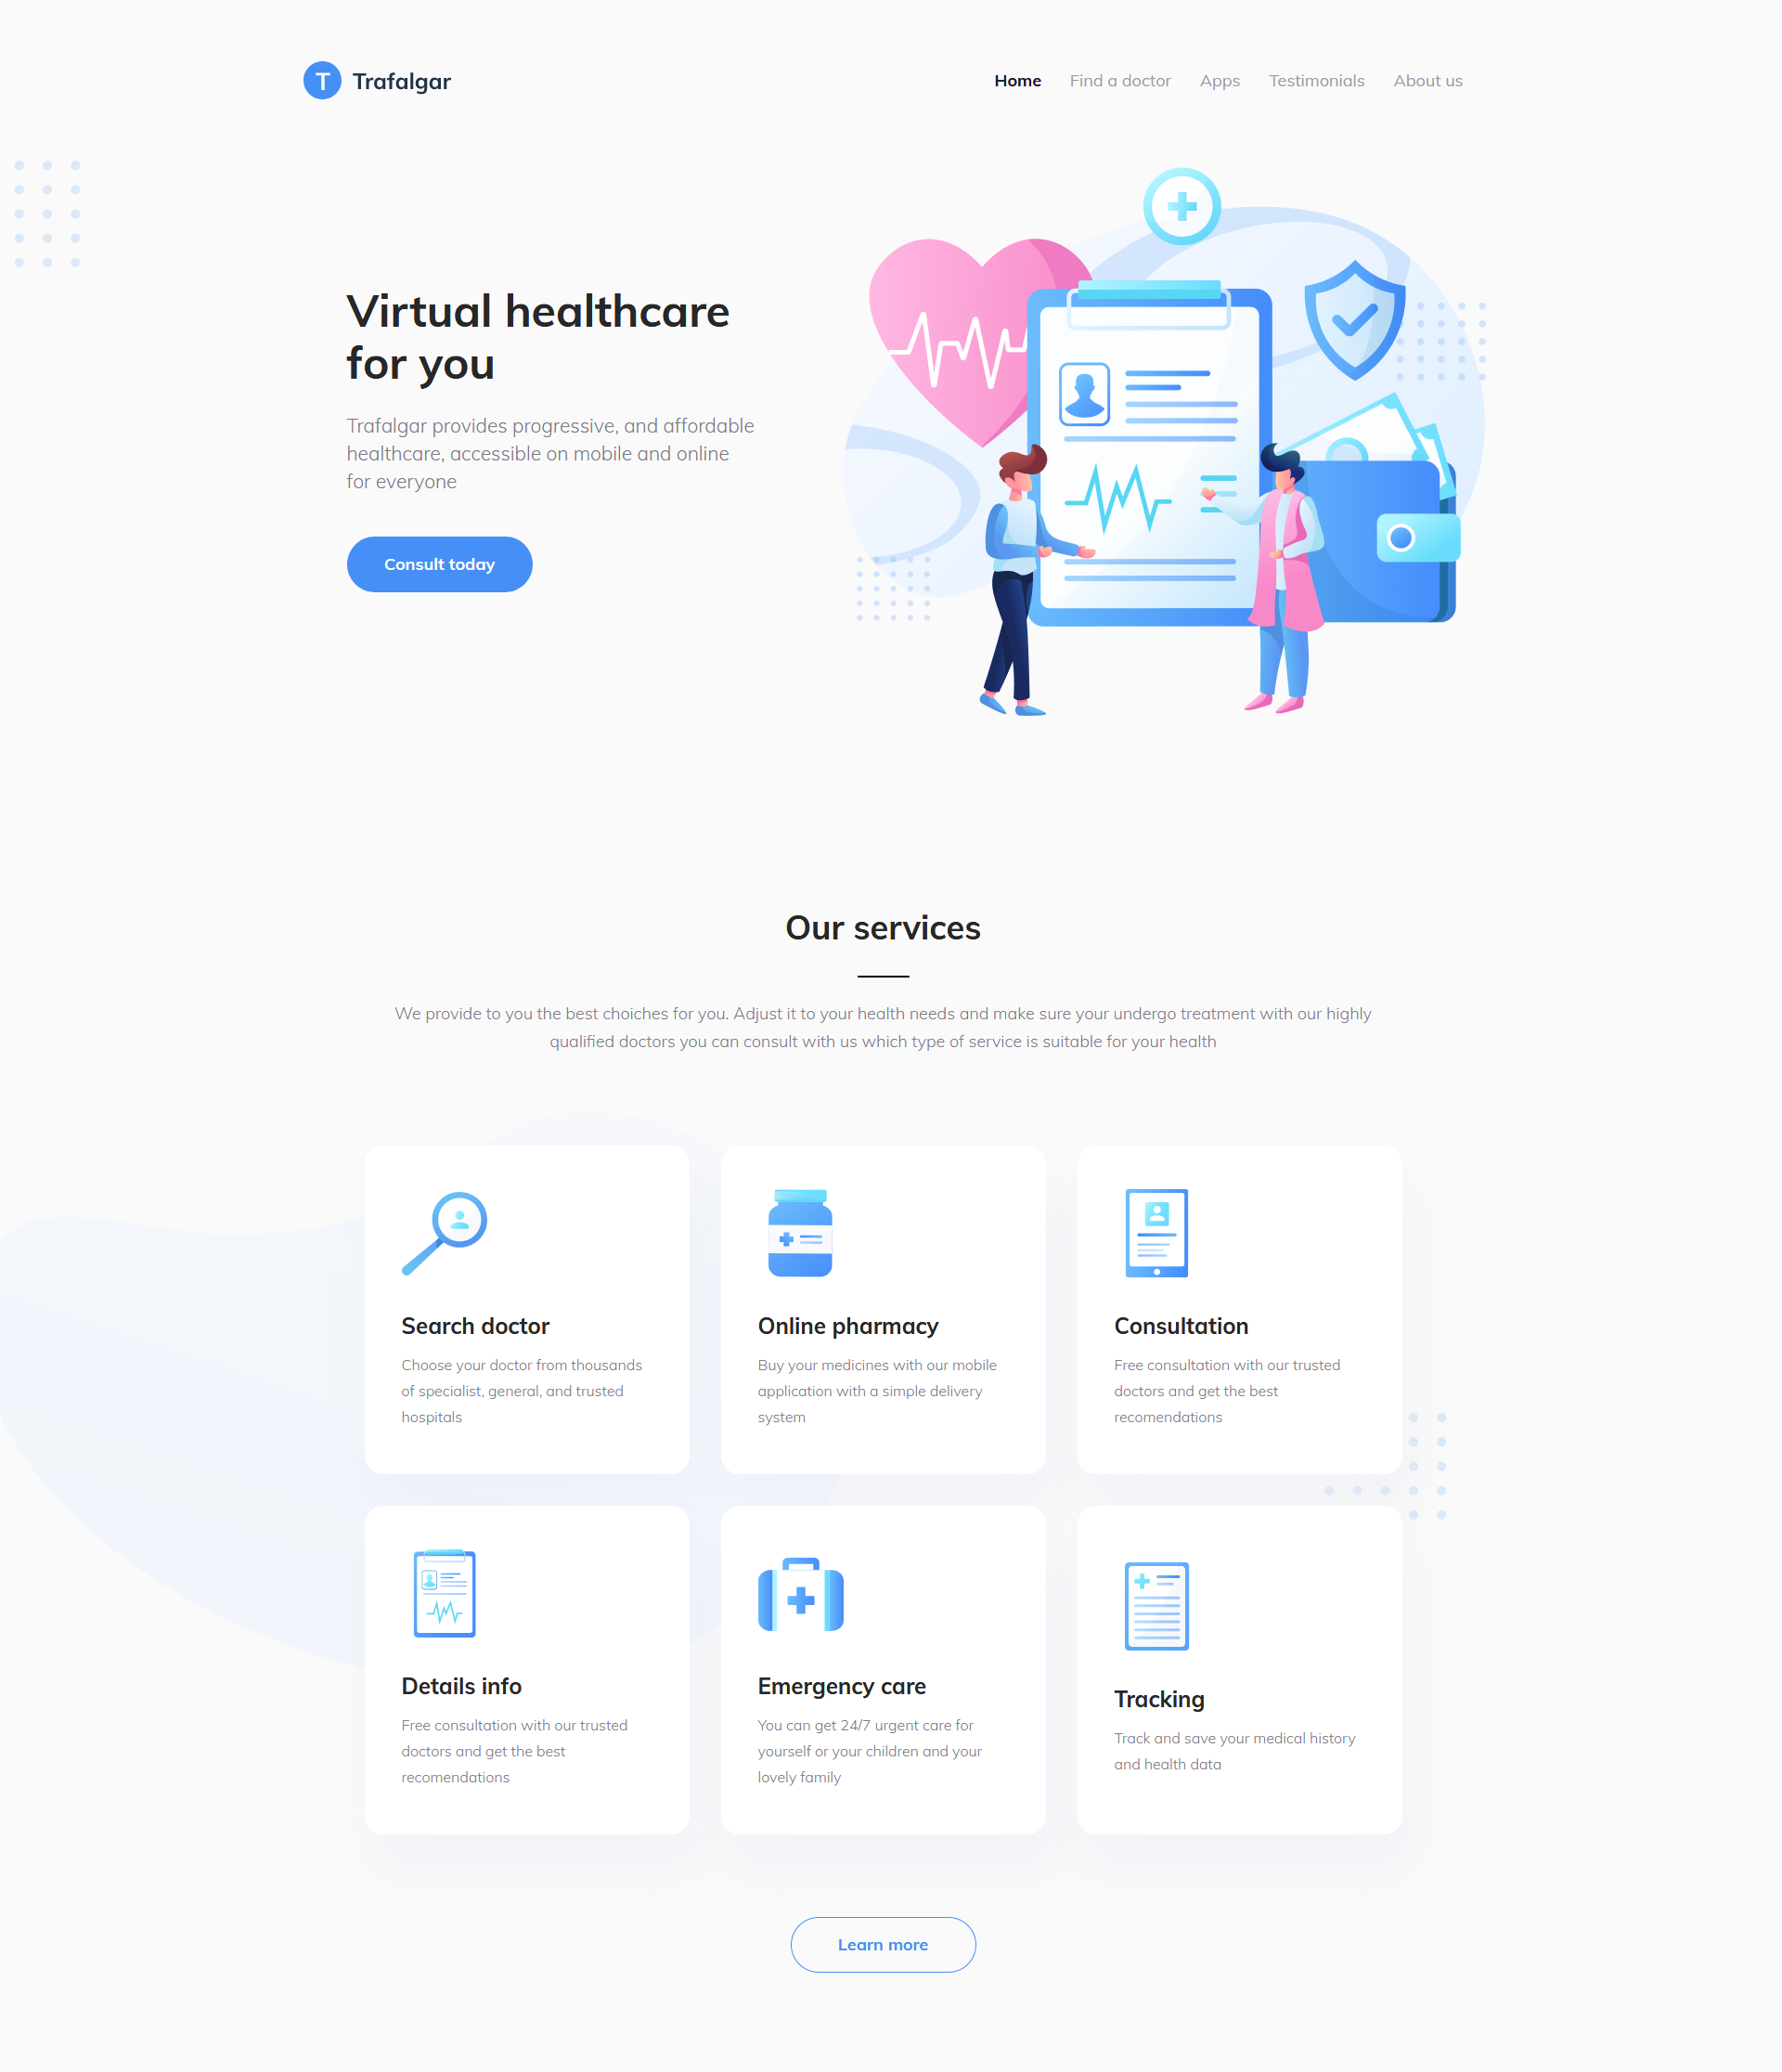 T Trafalgar
Home Find a doctor Apps Testimonials About us
Virtual healthcare
for you
Trafalgar provides progressive, and affordable
healthcare, accessible on mobile and online
for everyone
Consult today
Our services
We provide to you the best choiches for you. Adjust it to your health needs and make sure your undergo treatment with our highly
qualified doctors you can consult with us which type of service is suitable for your health
Search doctor
Choose your doctor from thousands
of specialist, general, and trusted
hospitals
Online pharmacy
Buy your medicines with our mobile
application with a simple delivery
system
Consultation
Free consultation with our trusted
doctors and get the best
recomendations
Details info
Free consultation with our trusted
doctors and get the best
recomendations
Emergency care
You can get 24/7 urgent care for
yourself or your children and your
lovely family
Tracking
Track and save your medical history
and health data
Learn more